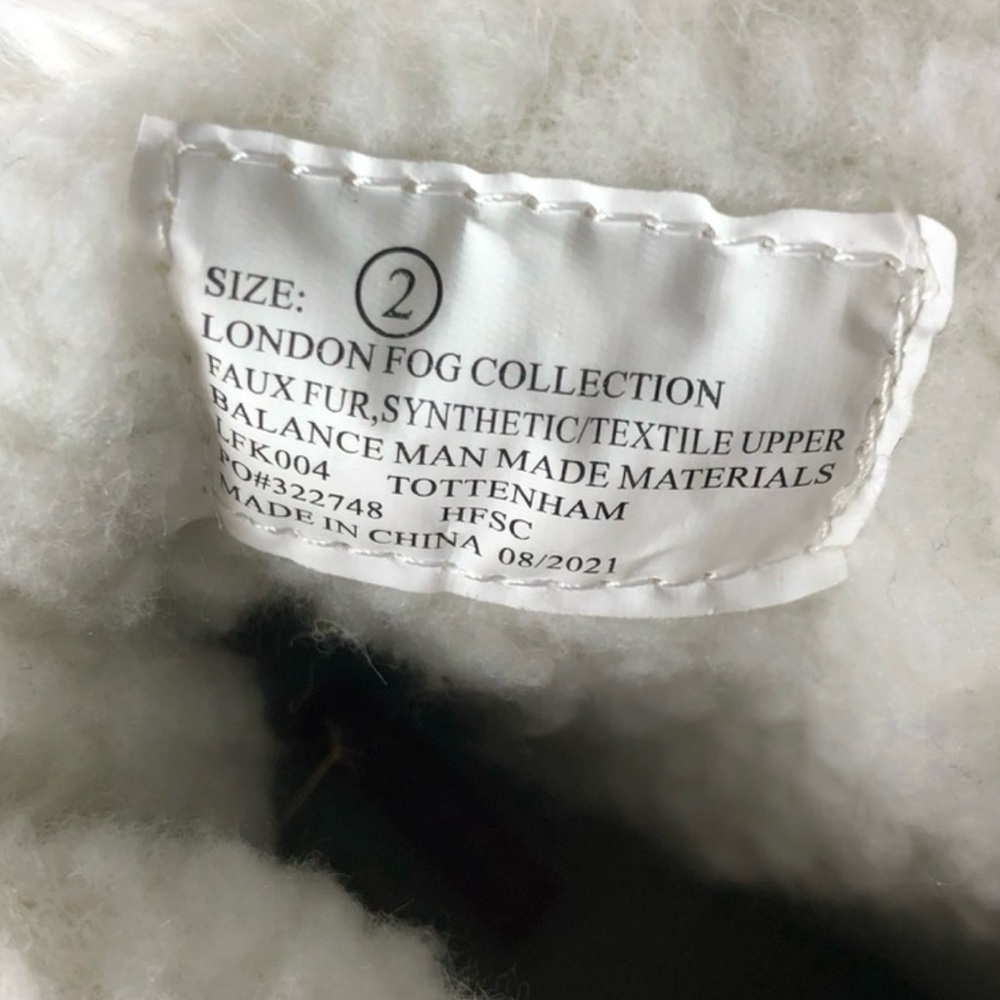 SIZE: 2
LONDON FOG COLLECTION
FAUX FUR,SYNTHETIC/TEXTILE UPPER
BALANCE MAN MADE MATERIALS
LFK004 TOTTENHAM
PO#322748 HFSC
MADE IN CHINA 08/2021